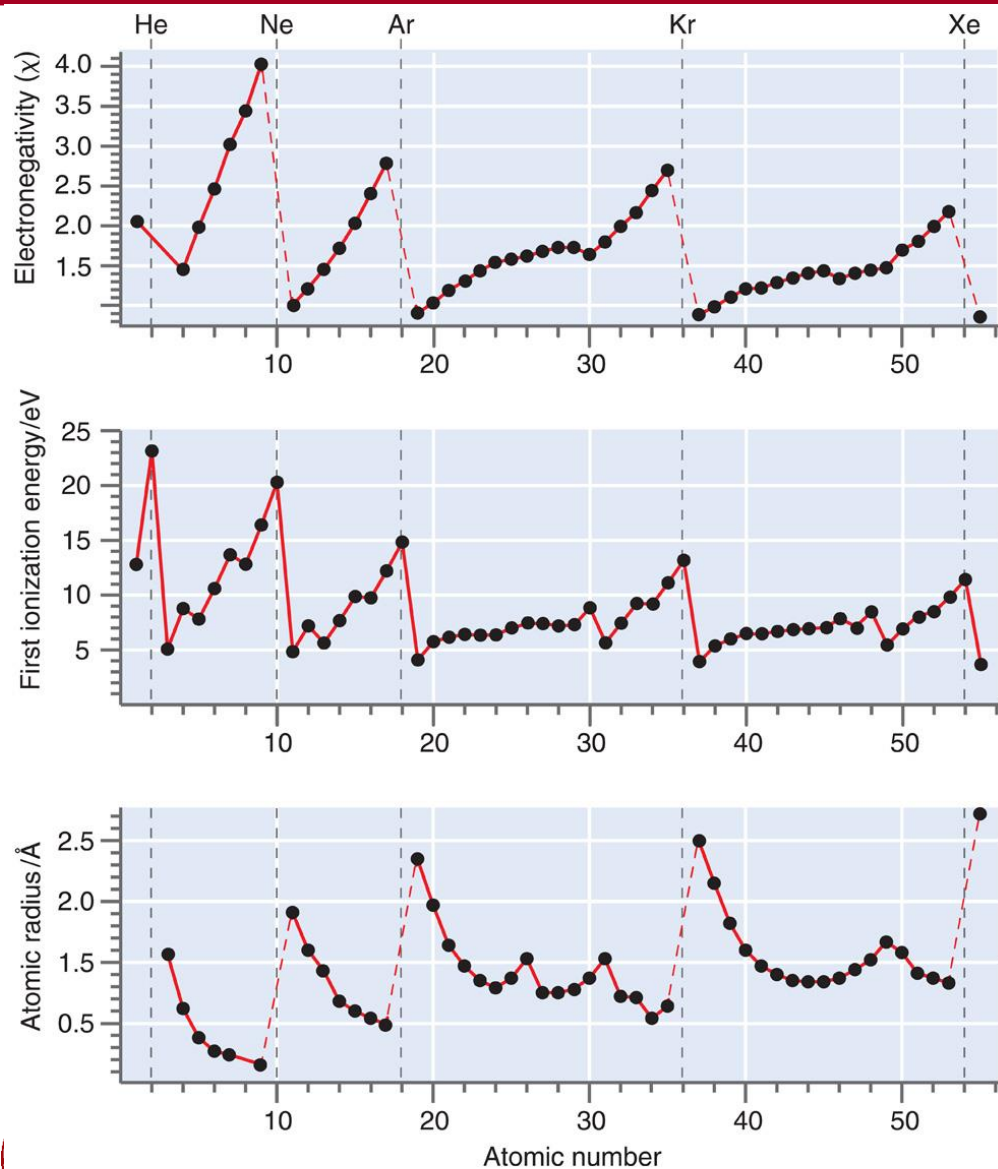 He Ne Ar Kr Xe
Electronegativity (χ)
4.0
3.5
3.0
2.5
2.0
1.5
10 20 30 40 50
First ionization energy/eV
25
20
15
10
5
10 20 30 40 50
Atomic radius/Å
2.5
2.0
1.5
0.5
10 20 30 40 50
Atomic number